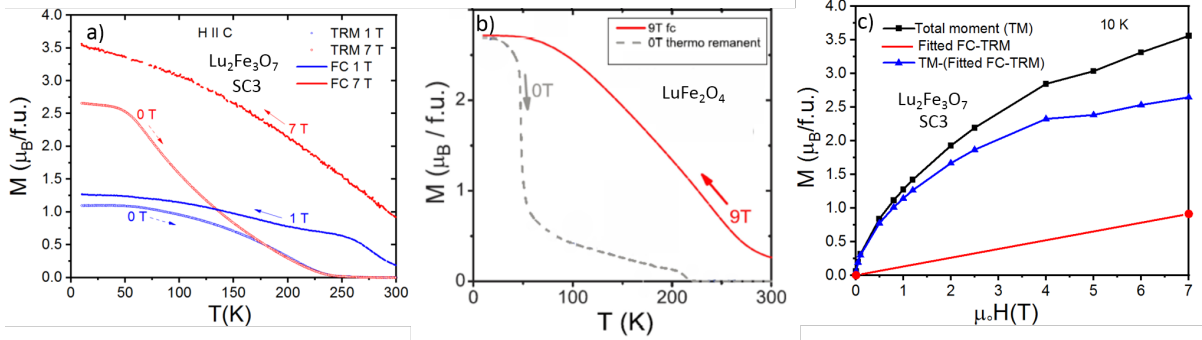 a)
H II C
TRM 1 T
TRM 7 T
FC 1 T
FC 7 T
Lu₂Fe₃O₇
SC3
0 T
7 T
1 T
0 T
M (μB/f.u.)
4.0
3.5
3.0
2.5
2.0
1.5
1.0
0.5
0.0
0 50 100 150 200 250 300
T(K)
b)
9T fc
0T thermo remanent
0T
LuFe₂O₄
9T
M (μB / f.u.)
2
1
0
0 100 200 300
T (K)
c)
10 K
Total moment (TM)
Fitted FC-TRM
TM-(Fitted FC-TRM)
Lu₂Fe₃O₇
SC3
M (μB/f.u.)
4.0
3.5
3.0
2.5
2.0
1.5
1.0
0.5
0.0
0 1 2 3 4 5 6 7
μ₀H(T)